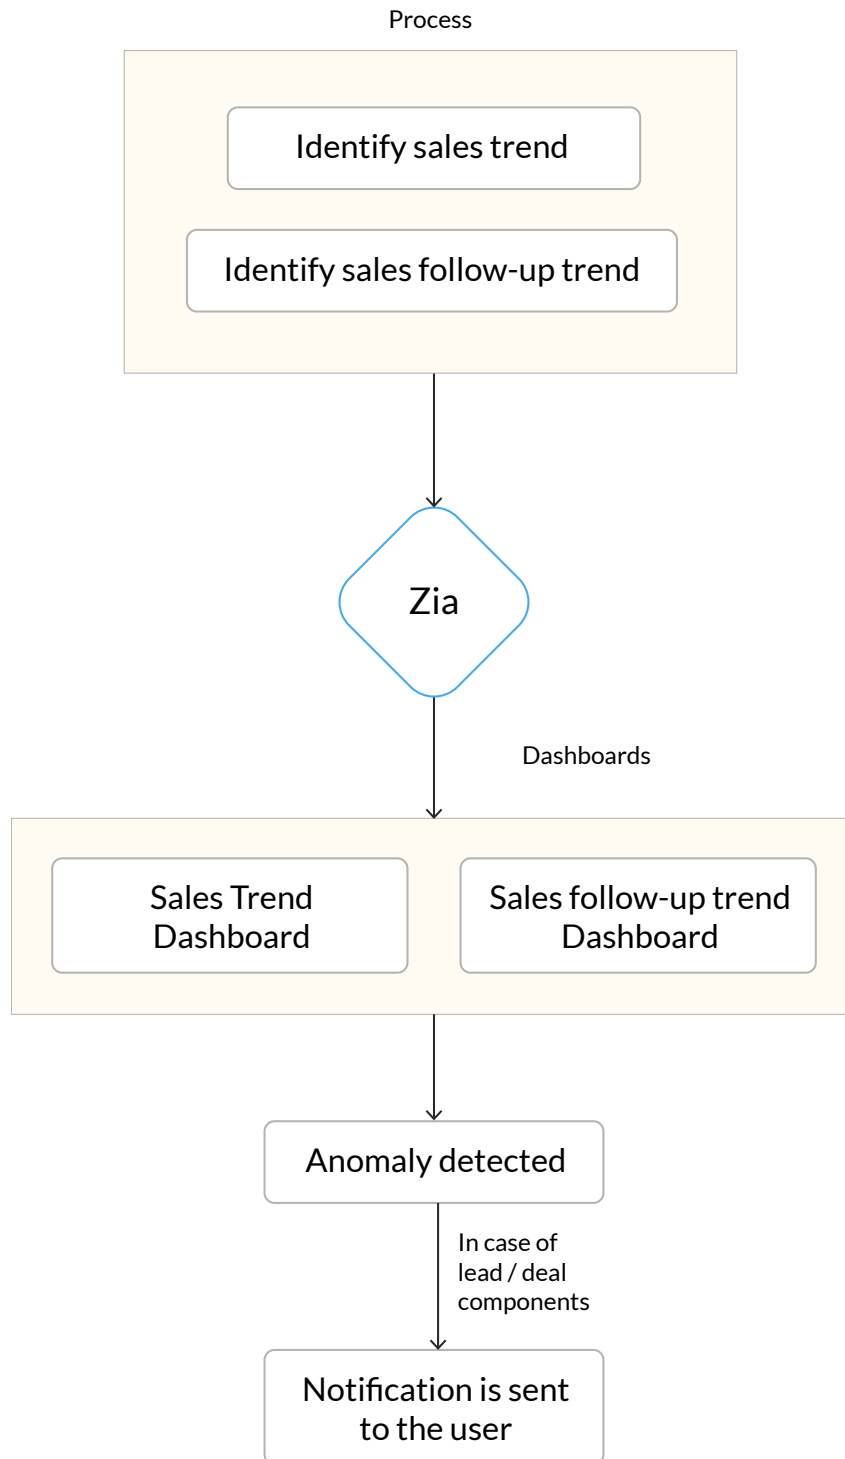 Process
Identify sales trend
Identify sales follow-up trend
Zia
Dashboards
Sales Trend
Dashboard
Sales follow-up trend
Dashboard
Anomaly detected
In case of
lead / deal
components
Notification is sent
to the user